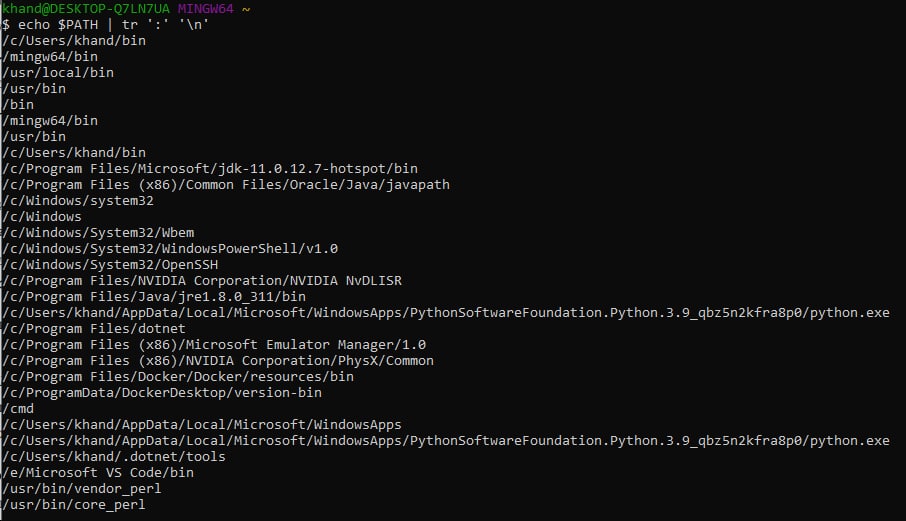 khand@DESKTOP-Q7LN7UA MINGW64 ~
$ echo $PATH | tr ':' '\n'
/c/Users/khand/bin
/mingw64/bin
/usr/local/bin
/usr/bin
/bin
/mingw64/bin
/usr/bin
/c/Users/khand/bin
/c/Program Files/Microsoft/jdk-11.0.12.7-hotspot/bin
/c/Program Files (x86)/Common Files/Oracle/Java/javapath
/c/Windows/system32
/c/Windows
/c/Windows/System32/Wbem
/c/Windows/System32/WindowsPowerShell/v1.0
/c/Windows/System32/OpenSSH
/c/Program Files/NVIDIA Corporation/NVIDIA NvDLISR
/c/Program Files/Java/jre1.8.0_311/bin
/c/Users/khand/AppData/Local/Microsoft/WindowsApps/PythonSoftwareFoundation.Python.3.9_qbz5n2kfra8p0/python.exe
/c/Program Files/dotnet
/c/Program Files (x86)/Microsoft Emulator Manager/1.0
/c/Program Files (x86)/NVIDIA Corporation/PhysX/Common
/c/Program Files/Docker/Docker/resources/bin
/c/ProgramData/DockerDesktop/version-bin
/cmd
/c/Users/khand/AppData/Local/Microsoft/WindowsApps
/c/Users/khand/AppData/Local/Microsoft/WindowsApps/PythonSoftwareFoundation.Python.3.9_qbz5n2kfra8p0/python.exe
/c/Users/khand/.dotnet/tools
/e/Microsoft VS Code/bin
/usr/bin/vendor_perl
/usr/bin/core_perl